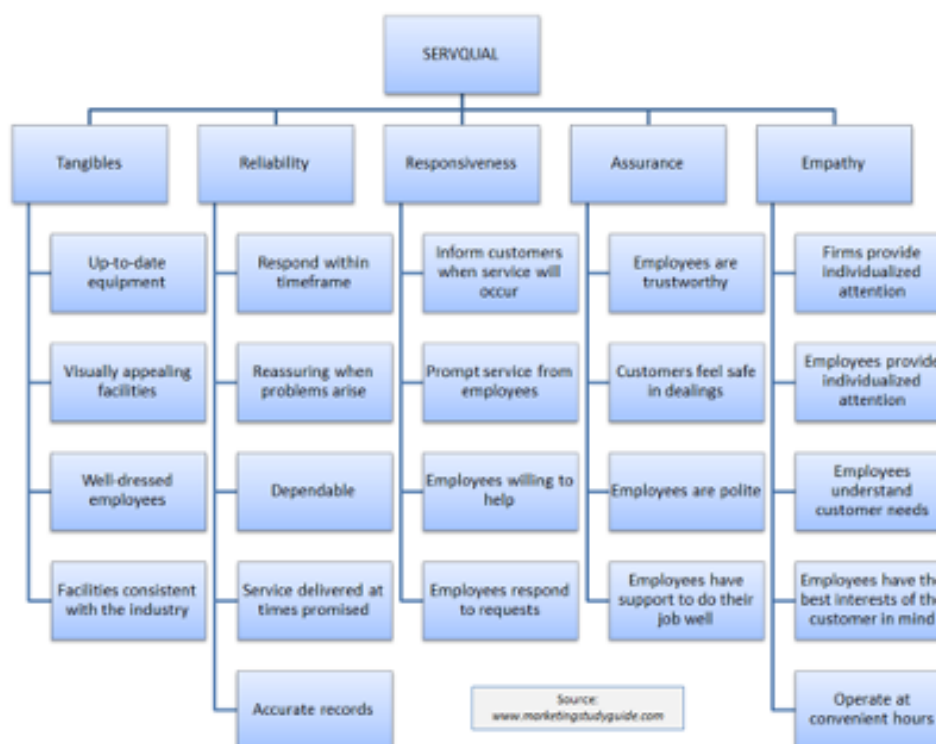 SERVQUAL
Tangibles
Reliability
Responsiveness
Assurance
Empathy
Up-to-date
equipment
Respond within
timeframe
Inform customers
when service will
occur
Employees are
trustworthy
Firms provide
individualized
attention
Visually appealing
facilities
Reassuring when
problems arise
Prompt service from
employees
Customers feel safe
in dealings
Employees provide
individualized
attention
Well-dressed
employees
Dependable
Employees willing to
help
Employees are polite
Employees
understand
customer needs
Facilities consistent
with the industry
Service delivered at
times promised
Employees respond
to requests
Employees have
support to do their
job well
Employees have the
best interests of the
customer in mind
Accurate records
Source:
www.marketingstudyguide.com
Operate at
convenient hours